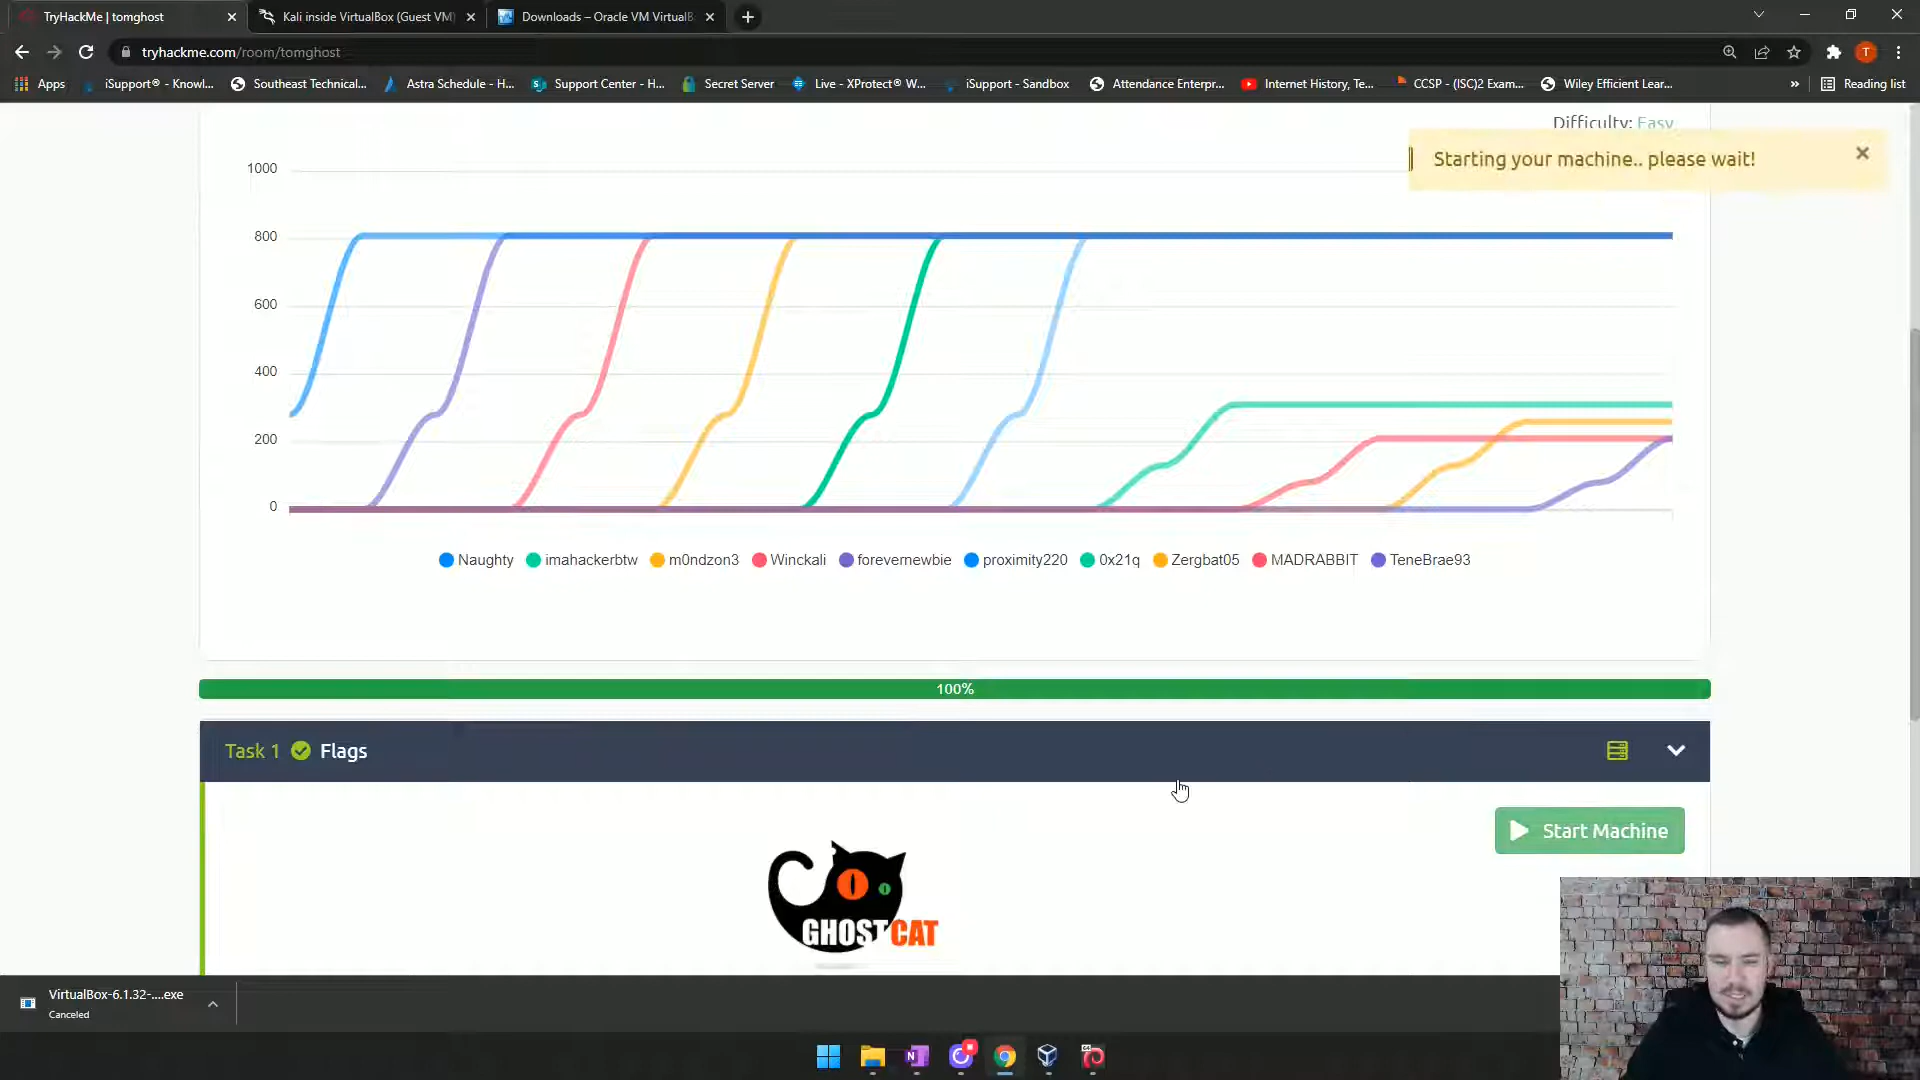 TryHackMe | tomghost
Kali inside VirtualBox (Guest VM)
Downloads – Oracle VM VirtualB
tryhackme.com/room/tomghost
Apps
iSupport® - Knowl...
Southeast Technical...
Astra Schedule - H...
Support Center - H...
Secret Server
Live - XProtect® W...
iSupport - Sandbox
Attendance Enterpr...
Internet History, Te...
CCSP - (ISC)2 Exam...
Wiley Efficient Lear...
»
Reading list
T
Difficulty: Easy
Starting your machine.. please wait!
1000
800
600
400
200
0
Naughty imahackerbtw m0ndzon3 Winckali forevernewbie proximity220 0x21q Zergbat05 MADRABBIT TeneBrae93
100%
Task 1 Flags
Start Machine
GHOSTCAT
VirtualBox-6.1.32-....exe
Canceled